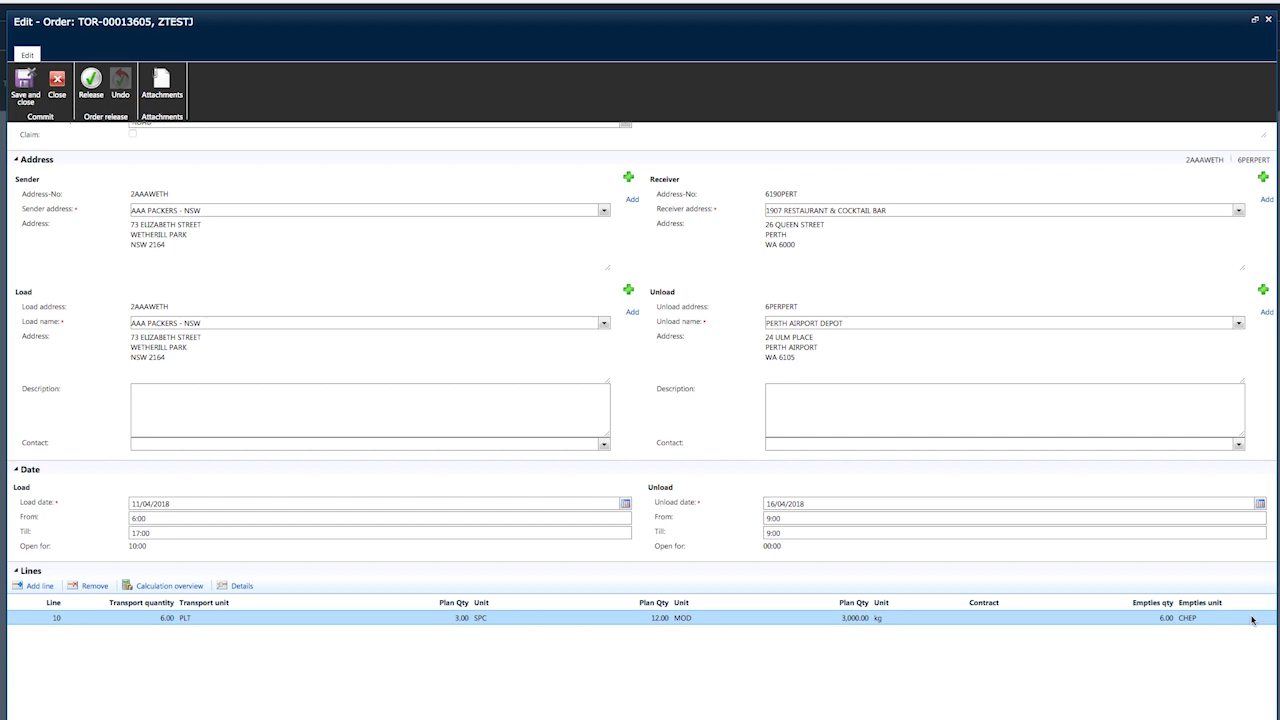 Edit - Order: TOR-00013605, ZTESTJ
Edit
Save and close
Close
Release
Undo
Attachments
Commit
Order release
Attachments
ROAD
Claim:
Address
2AAAWETH
6PERPERT
Sender
Address-No: 2AAAWETH
Add
Sender address: * AAA PACKERS - NSW
Address: 73 ELIZABETH STREET
WETHERILL PARK
NSW 2164
Receiver
Address-No: 6190PERT
Add
Receiver address: * 1907 RESTAURANT & COCKTAIL BAR
Address: 26 QUEEN STREET
PERTH
WA 6000
Load
Load address: 2AAAWETH
Add
Load name: * AAA PACKERS - NSW
Address: 73 ELIZABETH STREET
WETHERILL PARK
NSW 2164
Description:
Contact:
Unload
Unload address: 6PERPERT
Add
Unload name: * PERTH AIRPORT DEPOT
Address: 24 ULM PLACE
PERTH AIRPORT
WA 6105
Description:
Contact:
Date
Load
Load date: * 11/04/2018
From: 6:00
Till: 17:00
Open for: 10:00
Unload
Unload date: * 16/04/2018
From: 9:00
Till: 9:00
Open for: 00:00
Lines
Add line Remove Calculation overview Details
Line Transport quantity Transport unit Plan Qty Unit Plan Qty Unit Plan Qty Unit Contract Empties qty Empties unit
10 6.00 PLT 3.00 SPC 12.00 MOD 3,000.00 kg 6.00 CHEP